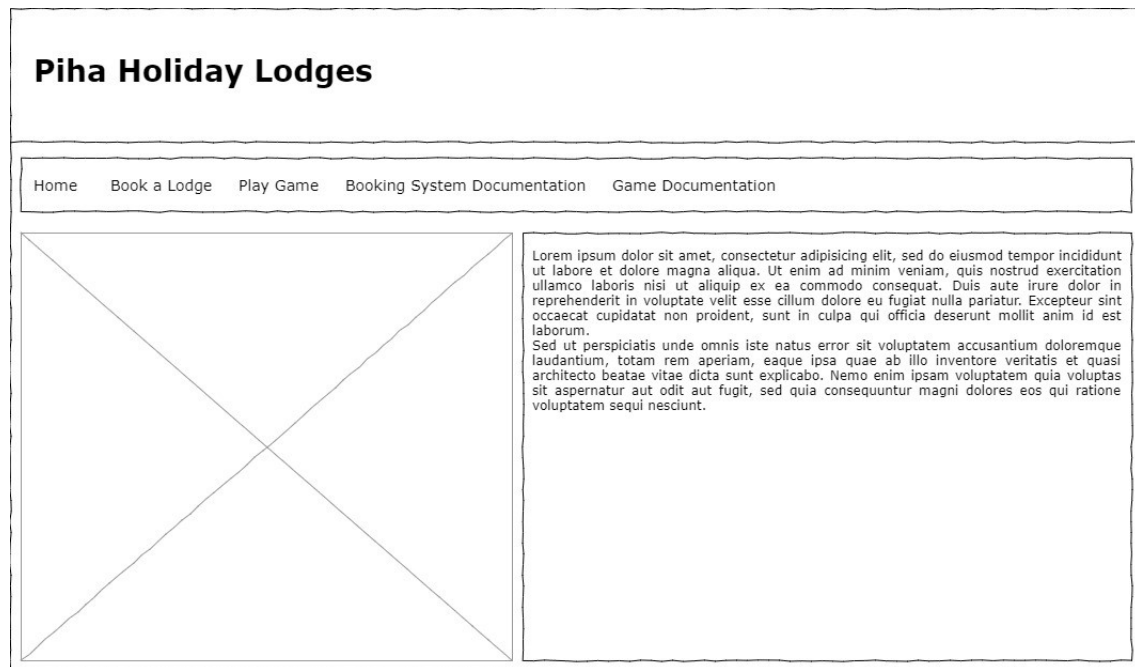 Piha Holiday Lodges
Home Book a Lodge Play Game Booking System Documentation Game Documentation
Lorem ipsum dolor sit amet, consectetur adipisicing elit, sed do eiusmod tempor incididunt
ut labore et dolore magna aliqua. Ut enim ad minim veniam, quis nostrud exercitation
ullamco laboris nisi ut aliquip ex ea commodo consequat. Duis aute irure dolor in
reprehenderit in voluptate velit esse cillum dolore eu fugiat nulla pariatur. Excepteur sint
occaecat cupidatat non proident, sunt in culpa qui officia deserunt mollit anim id est
laborum.
Sed ut perspiciatis unde omnis iste natus error sit voluptatem accusantium doloremque
laudantium, totam rem aperiam, eaque ipsa quae ab illo inventore veritatis et quasi
architecto beatae vitae dicta sunt explicabo. Nemo enim ipsam voluptatem quia voluptas
sit aspernatur aut odit aut fugit, sed quia consequuntur magni dolores eos qui ratione
voluptatem sequi nesciunt.